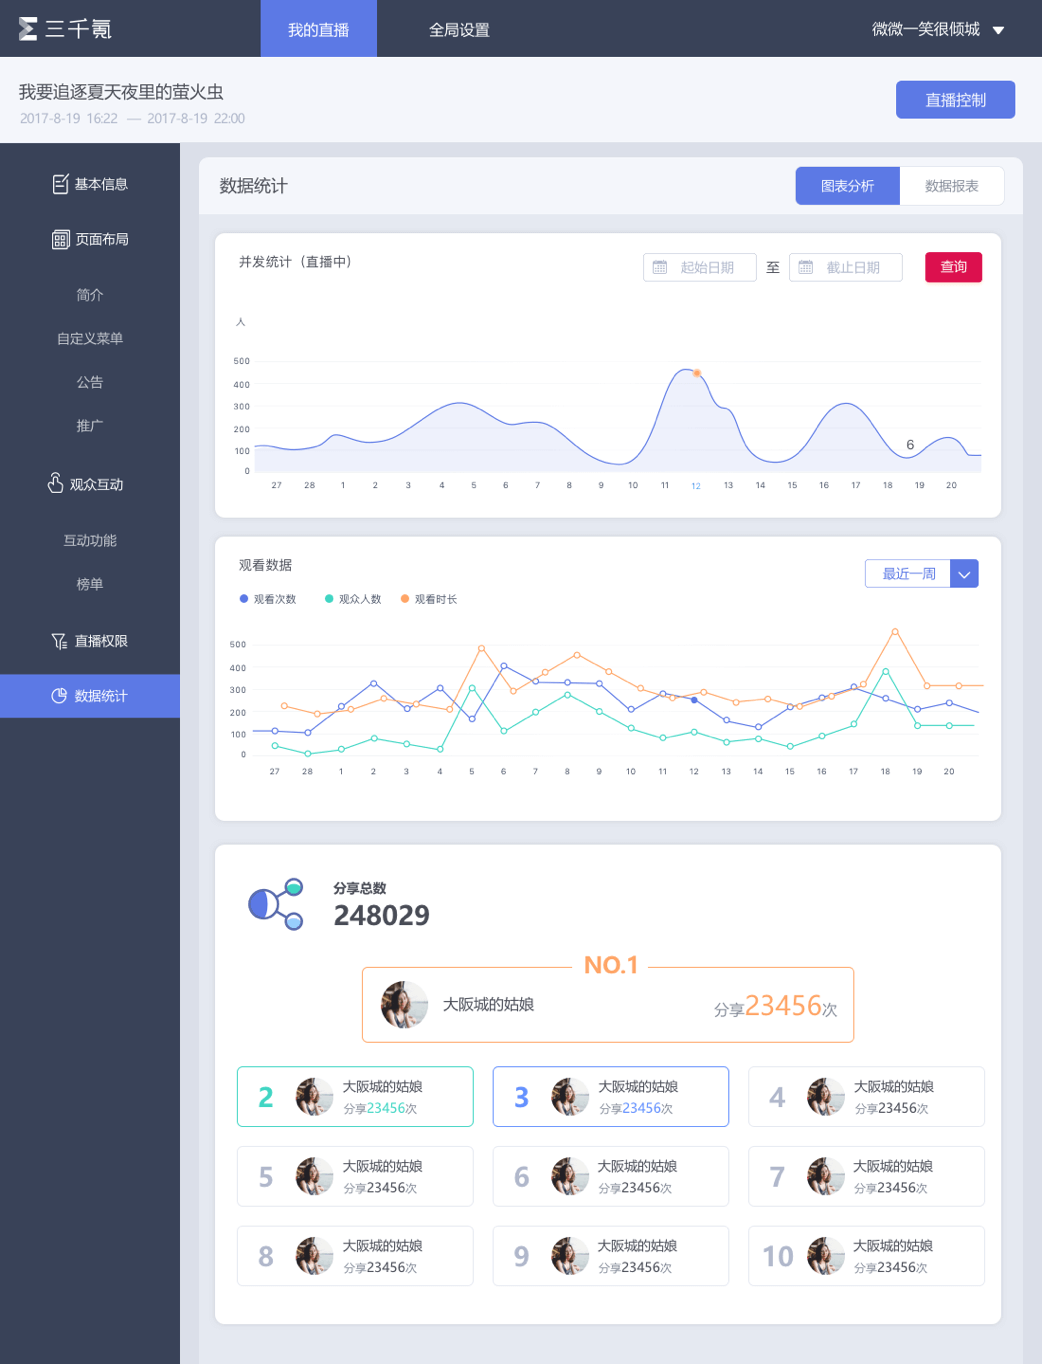 三千氪
我的直播
全局设置
微微一笑很倾城
我要追逐夏天夜里的萤火虫
2017-8-19 16:22 — 2017-8-19 22:00
直播控制
基本信息
页面布局
简介
自定义菜单
公告
推广
观众互动
互动功能
榜单
直播权限
数据统计
数据统计
图表分析
数据报表
并发统计（直播中）
起始日期
至
截止日期
查询
人
500
400
300
200
100
0
6
27 28 1 2 3 4 5 6 7 8 9 10 11 12 13 14 15 16 17 18 19 20
观看数据
最近一周
观看次数 观众人数 观看时长
500
400
300
200
100
0
27 28 1 2 3 4 5 6 7 8 9 10 11 12 13 14 15 16 17 18 19 20
分享总数
248029
NO.1
大阪城的姑娘
分享23456次
2
大阪城的姑娘
分享23456次
3
大阪城的姑娘
分享23456次
4
大阪城的姑娘
分享23456次
5
大阪城的姑娘
分享23456次
6
大阪城的姑娘
分享23456次
7
大阪城的姑娘
分享23456次
8
大阪城的姑娘
分享23456次
9
大阪城的姑娘
分享23456次
10
大阪城的姑娘
分享23456次